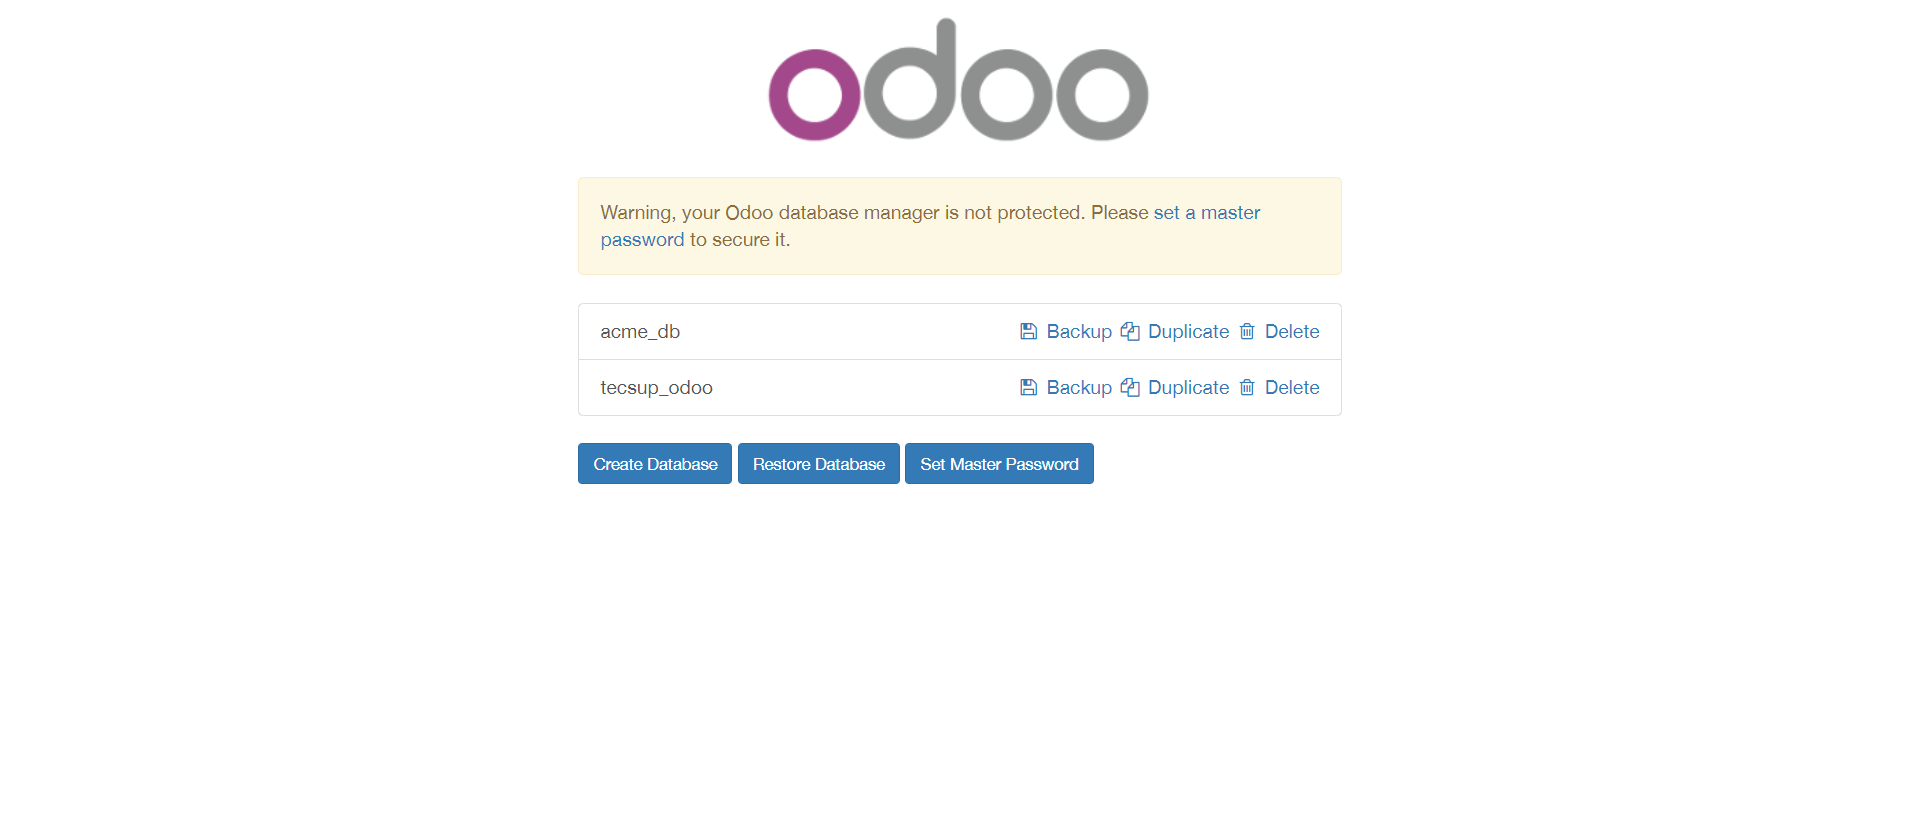 odoo
Warning, your Odoo database manager is not protected. Please set a master
password to secure it.
acme_db Backup Duplicate Delete
tecsup_odoo Backup Duplicate Delete
Create Database Restore Database Set Master Password